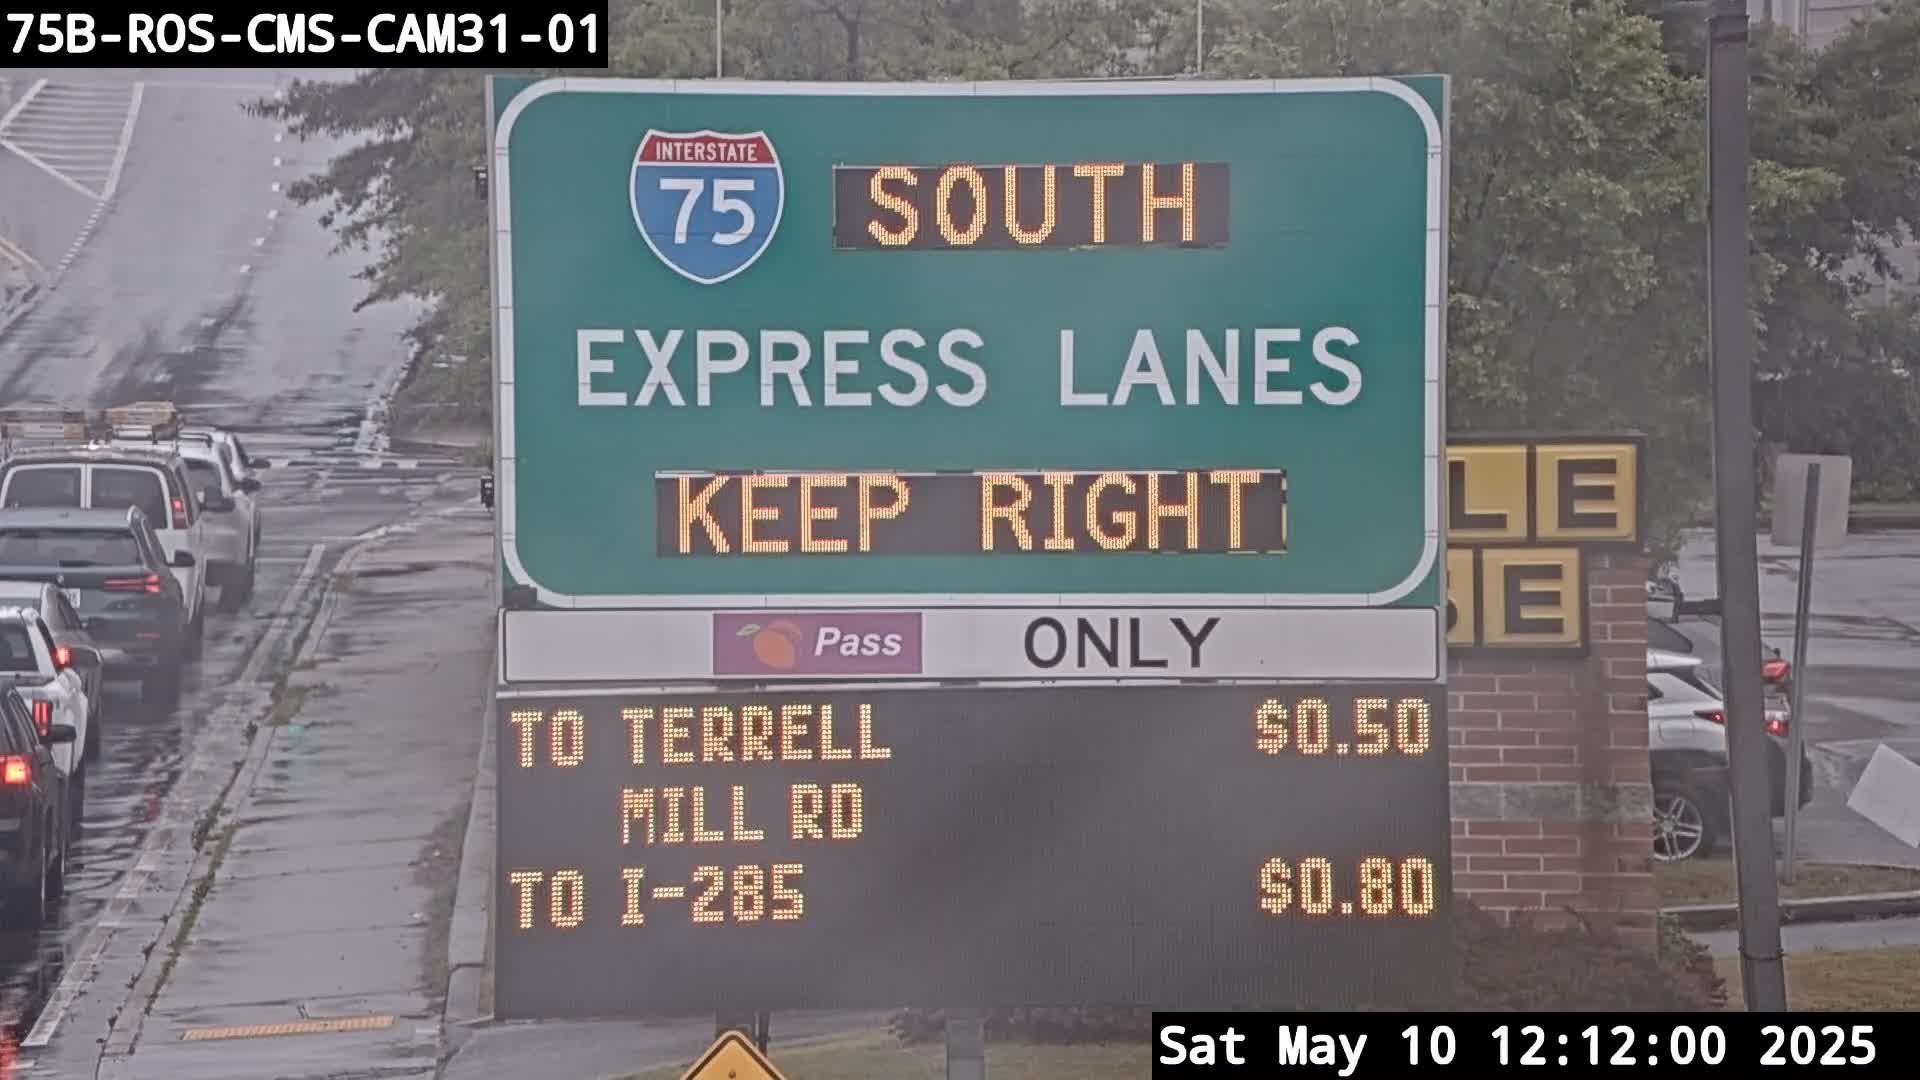 75B-ROS-CMS-CAM31-01
INTERSTATE
75
SOUTH
EXPRESS LANES
KEEP RIGHT
LE
Pass ONLY
TO TERRELL $0.50
MILL RD
TO I-285 $0.80
Sat May 10 12:12:00 2025